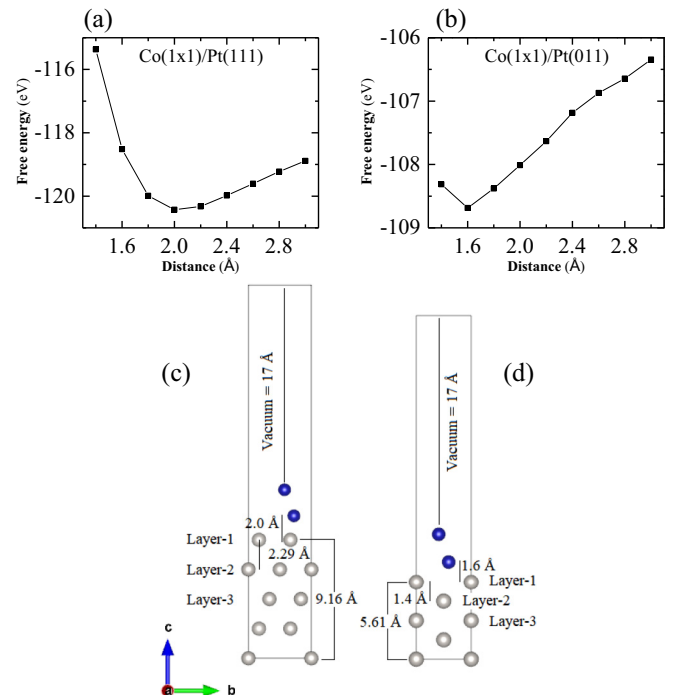 (a)
(b)
Co(1x1)/Pt(111)
Free energy (eV)
-115
-118
-120
1.6 2.0 2.4 2.8
Distance (Å)
Co(1x1)/Pt(011)
Free energy (eV)
-106
-107
-108
-109
1.6 2.0 2.4 2.8
Distance (Å)
(c)
Vacuum = 17 Å
2.0 Å
Layer-1
2.29 Å
Layer-2
Layer-3
9.16 Å
(d)
Vacuum = 17 Å
1.6 Å
Layer-1
1.4 Å
Layer-2
5.61 Å
Layer-3
c
a
b